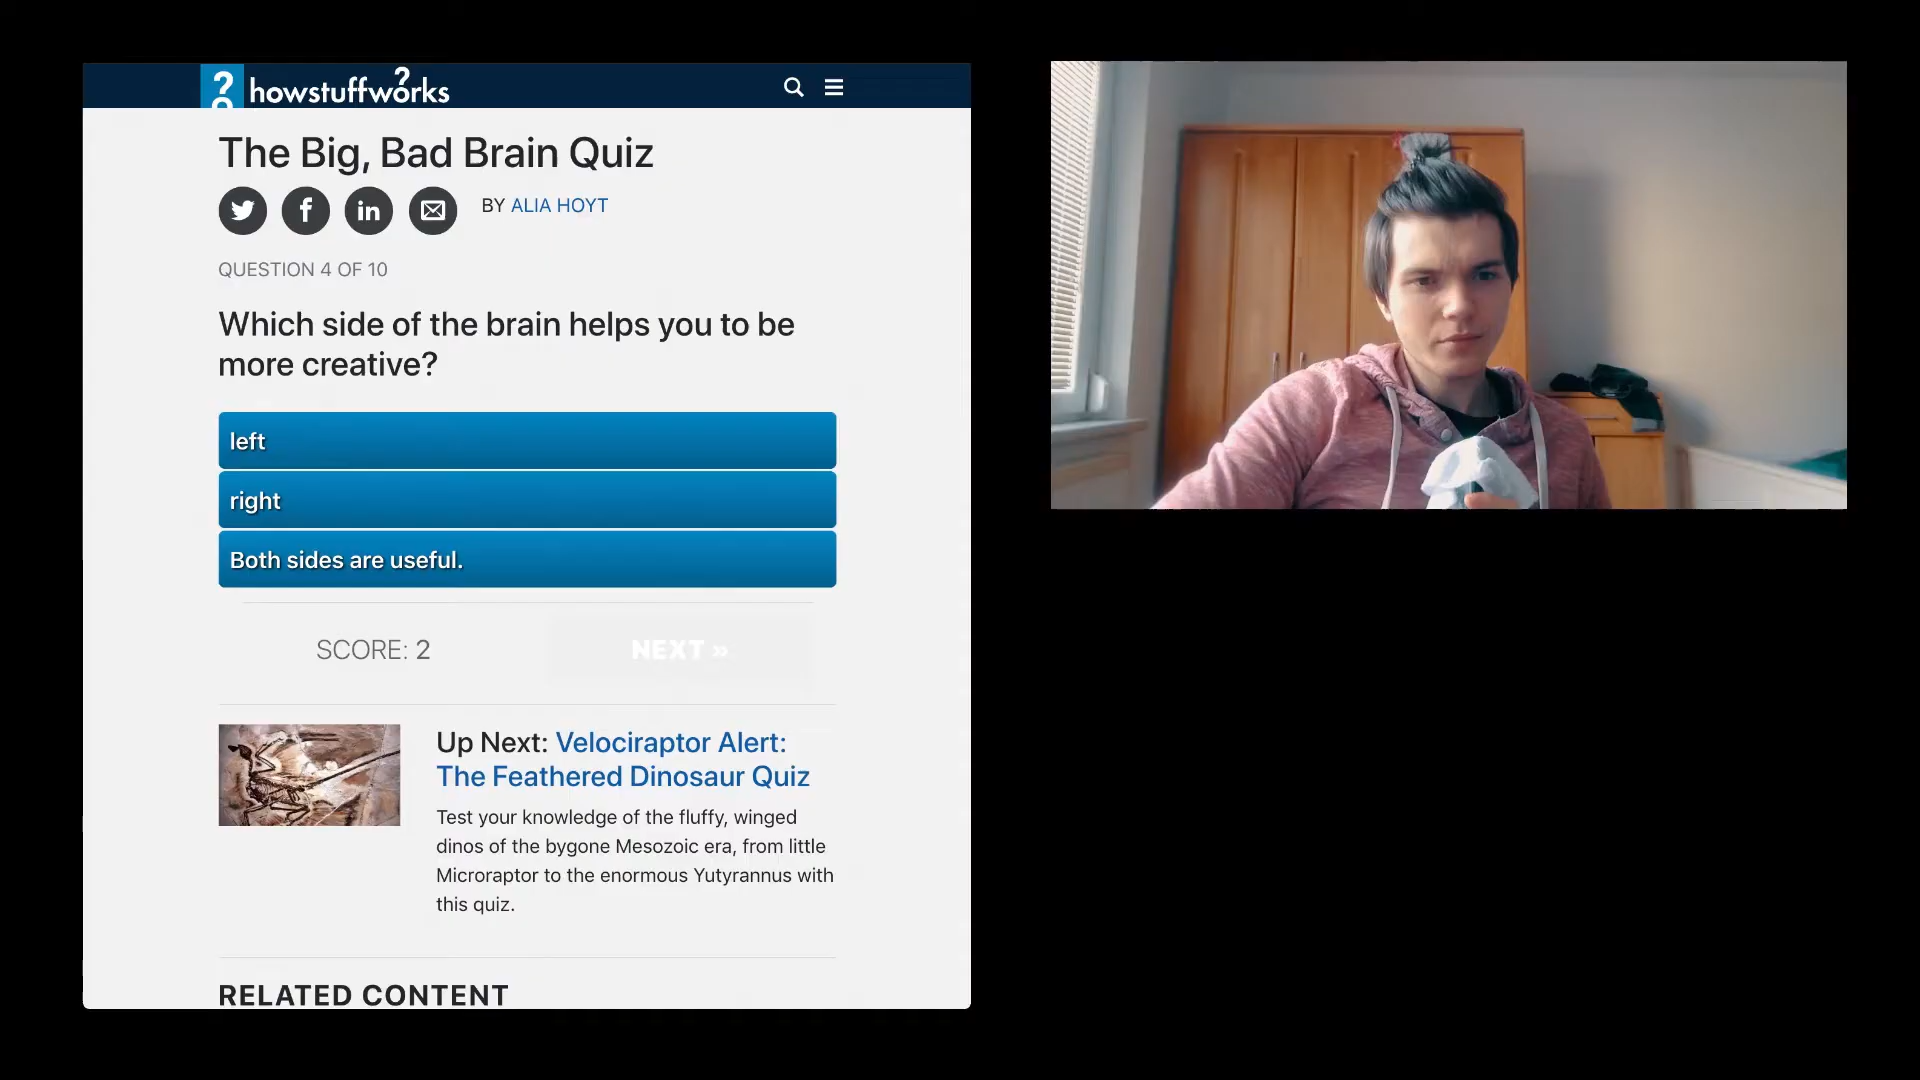 howstuffworks
The Big, Bad Brain Quiz
BY ALIA HOYT
QUESTION 4 OF 10
Which side of the brain helps you to be
more creative?
left
right
Both sides are useful.
SCORE: 2
NEXT »
Up Next: Velociraptor Alert:
The Feathered Dinosaur Quiz
Test your knowledge of the fluffy, winged
dinos of the bygone Mesozoic era, from little
Microraptor to the enormous Yutyrannus with
this quiz.
RELATED CONTENT